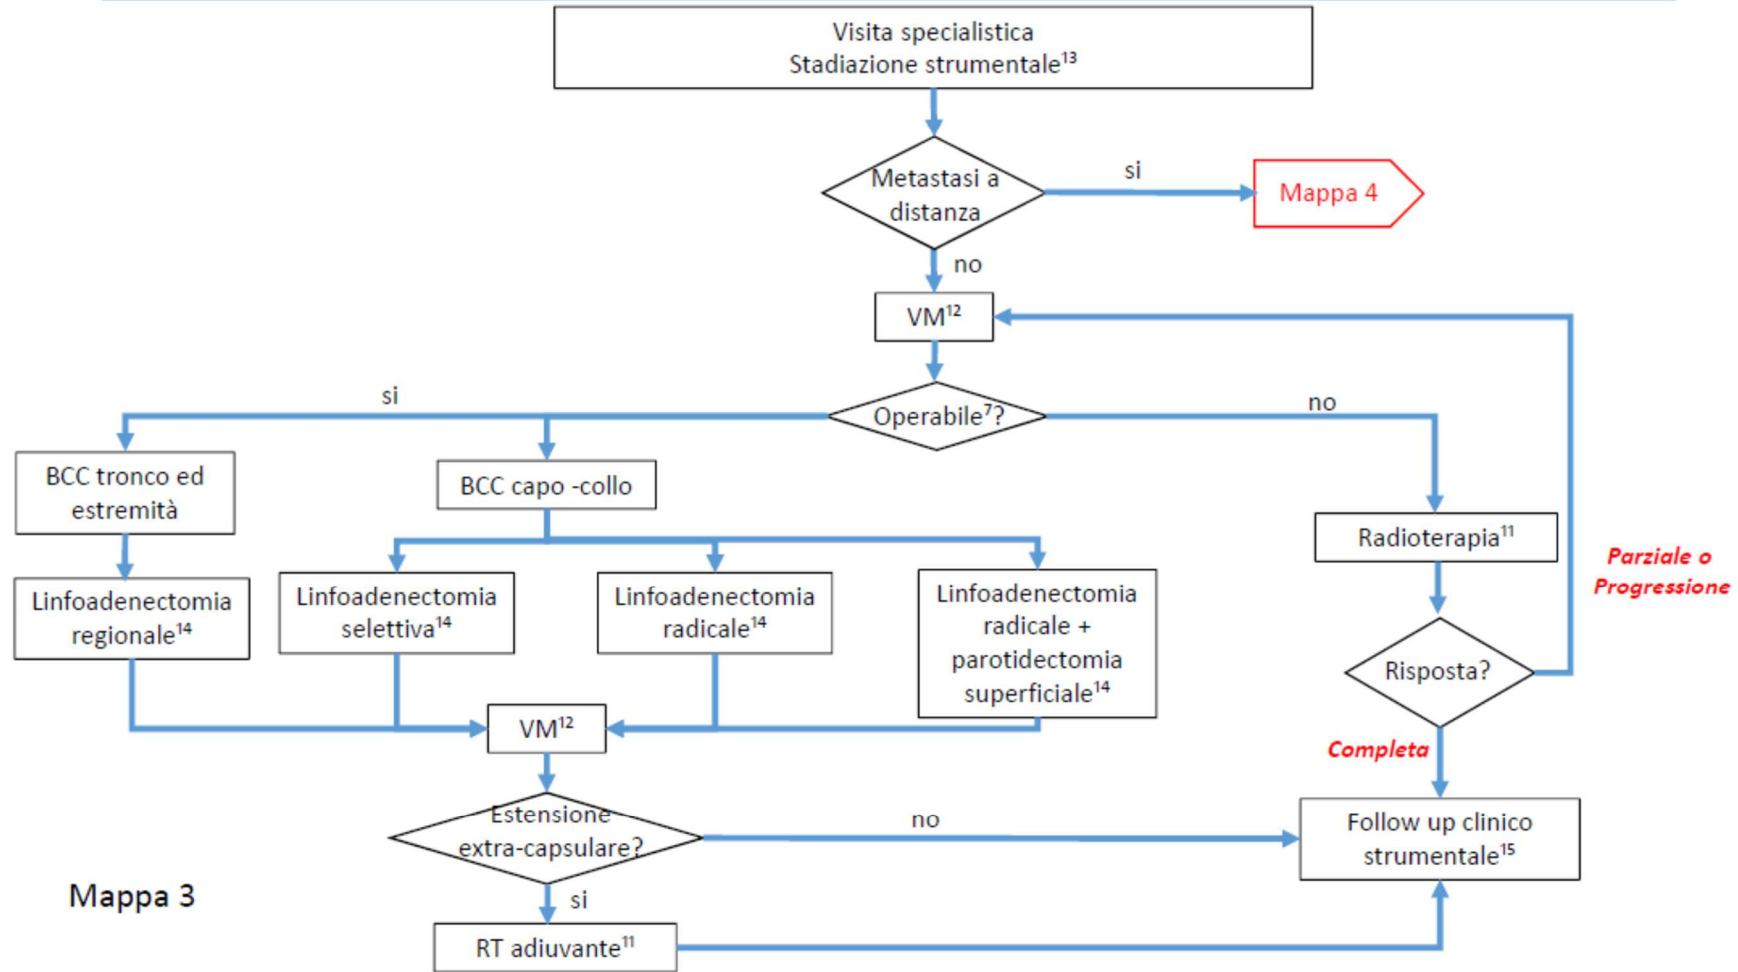 Visita specialistica
Stadiazione strumentale¹³
Metastasi a
distanza
si
Mappa 4
no
VM¹²
si
Operabile⁷?
no
BCC tronco ed
estremità
BCC capo -collo
Radioterapia¹¹
Parziale o
Progressione
Linfoadenectomia
regionale¹⁴
Linfoadenectomia
selettiva¹⁴
Linfoadenectomia
radicale¹⁴
Linfoadenectomia
radicale +
parotidectomia
superficiale¹⁴
Risposta?
VM¹²
Completa
Estensione
extra-capsulare?
no
Follow up clinico
strumentale¹⁵
Mappa 3
si
RT adiuvante¹¹